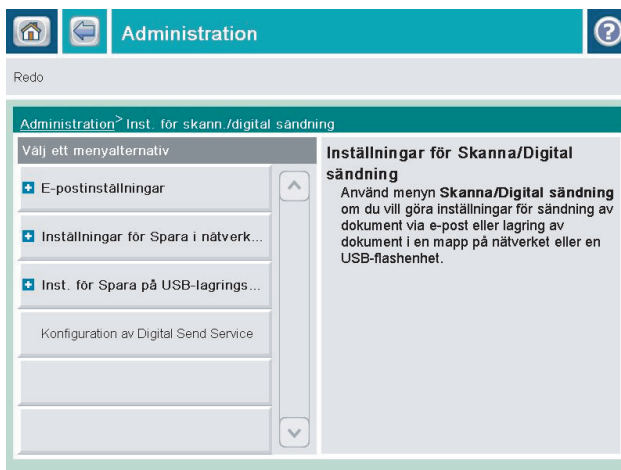 Administration
Redo
Administration> Inst. för skann./digital sändning
Välj ett menyalternativ
E-postinställningar
Inställningar för Spara i nätverk...
Inst. för Spara på USB-lagrings...
Konfiguration av Digital Send Service
Inställningar för Skanna/Digital
sändning
Använd menyn Skanna/Digital sändning
om du vill göra inställningar för sändning av
dokument via e-post eller lagring av
dokument i en mapp på nätverket eller en
USB-flashenhet.